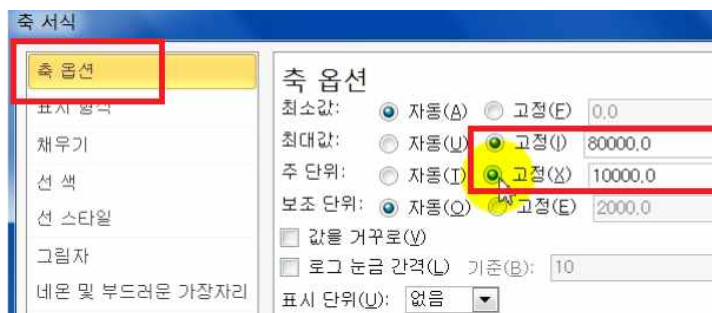 축 서식
축 옵션
표시 형식
채우기
선 색
선 스타일
그림자
네온 및 부드러운 가장자리
축 옵션
최소값: 자동(A) 고정(F) 0.0
최대값: 자동(U) 고정(I) 80000.0
주 단위: 자동(T) 고정(X) 10000.0
보조 단위: 자동(O) 고정(E) 2000.0
값을 거꾸로(V)
로그 눈금 간격(L) 기준(B): 10
표시 단위(U): 없음